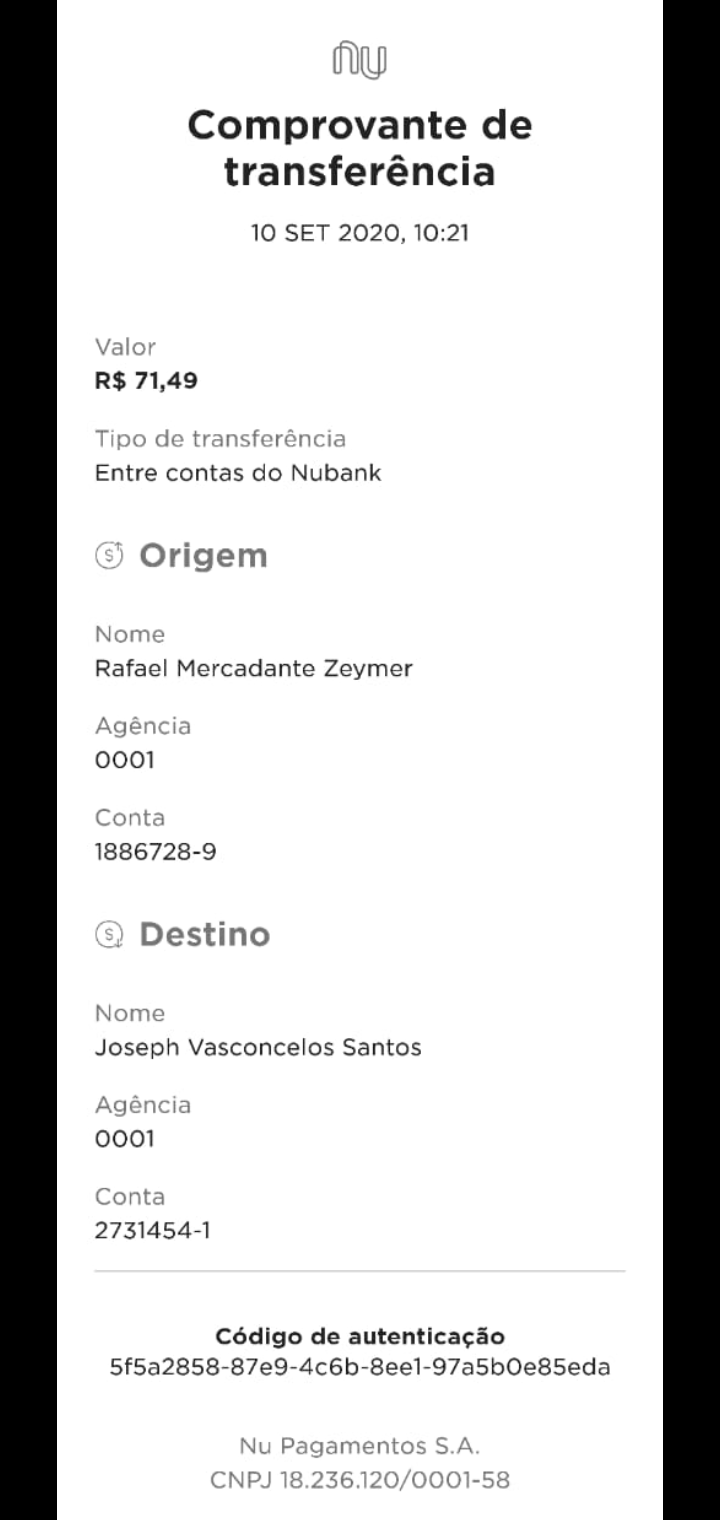 nu
Comprovante de
transferência
10 SET 2020, 10:21
Valor
R$ 71,49
Tipo de transferência
Entre contas do Nubank
Origem
Nome
Rafael Mercadante Zeymer
Agência
0001
Conta
1886728-9
Destino
Nome
Joseph Vasconcelos Santos
Agência
0001
Conta
2731454-1
Código de autenticação
5f5a2858-87e9-4c6b-8ee1-97a5b0e85eda
Nu Pagamentos S.A.
CNPJ 18.236.120/0001-58